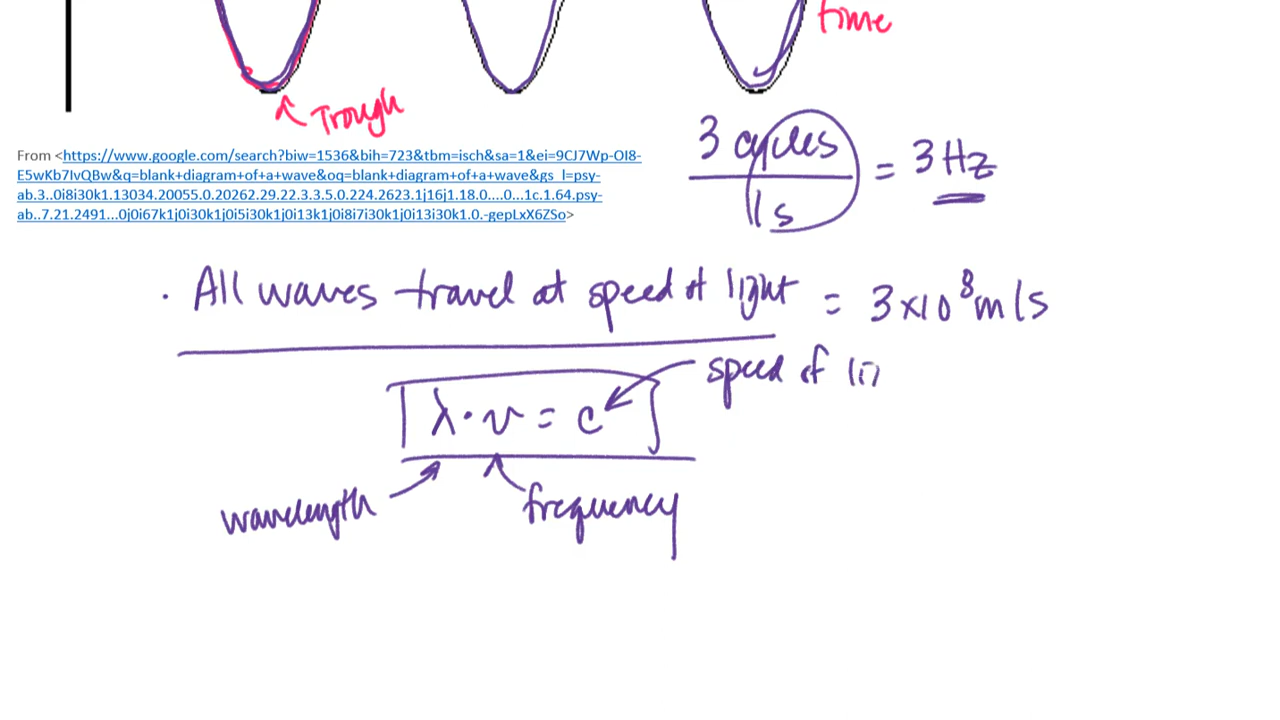 time
Trough
3 cycles
1 s
= 3 Hz
From <https://www.google.com/search?biw=1536&bih=723&tbm=isch&sa=1&ei=9CJ7Wp-OI8-
E5wKb7IvQBw&q=blank+diagram+of+a+wave&oq=blank+diagram+of+a+wave&gs_l=psy-
ab.3..0i8i30k1.13034.20055.0.20262.29.22.3.3.5.0.224.2623.1j16j1.18.0....0...1c.1.64.psy-
ab..7.21.2491...0j0i67k1j0i30k1j0i5i30k1j0i13k1j0i8i7i30k1j0i13i30k1.0.-gepLxX6ZSo>
. All waves travel at speed of light = 3×10⁸ m/s
speed of
λ · ν = c
wavelength
frequency